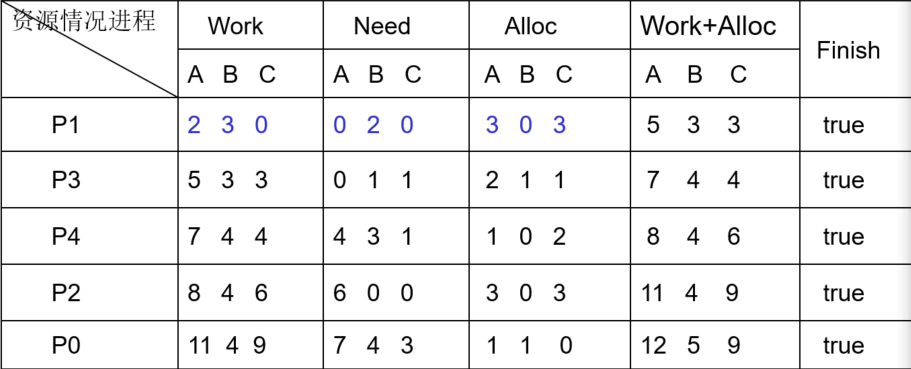 资源情况进程 Work Need Alloc Work+Alloc Finish
A B C A B C A B C A B C
P1 2 3 0 0 2 0 3 0 3 5 3 3 true
P3 5 3 3 0 1 1 2 1 1 7 4 4 true
P4 7 4 4 4 3 1 1 0 2 8 4 6 true
P2 8 4 6 6 0 0 3 0 3 11 4 9 true
P0 11 4 9 7 4 3 1 1 0 12 5 9 true